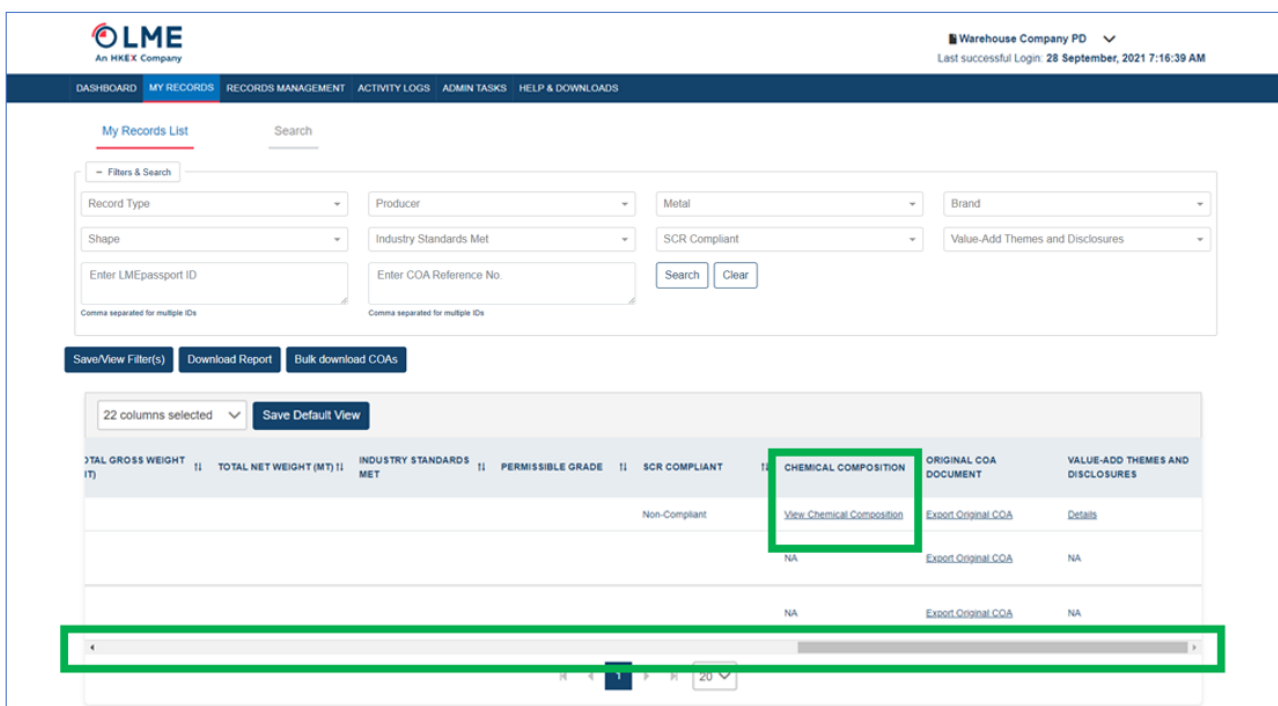 LME
An HKEX Company
Warehouse Company PD
Last successful Login: 28 September, 2021 7:16:39 AM
DASHBOARD MY RECORDS RECORDS MANAGEMENT ACTIVITY LOGS ADMIN TASKS HELP & DOWNLOADS
My Records List Search
− Filters & Search
Record Type Producer Metal Brand
Shape Industry Standards Met SCR Compliant Value-Add Themes and Disclosures
Enter LMEpassport ID Enter COA Reference No. Search Clear
Comma separated for multiple IDs Comma separated for multiple IDs
Save/View Filter(s) Download Report Bulk download COAs
22 columns selected Save Default View
OTAL GROSS WEIGHT TOTAL NET WEIGHT (MT) INDUSTRY STANDARDS PERMISSIBLE GRADE SCR COMPLIANT CHEMICAL COMPOSITION ORIGINAL COA VALUE-ADD THEMES AND
IT) MET DOCUMENT DISCLOSURES
Non-Compliant View Chemical Composition Export Original COA Details
NA Export Original COA NA
NA Export Original COA NA
1 20